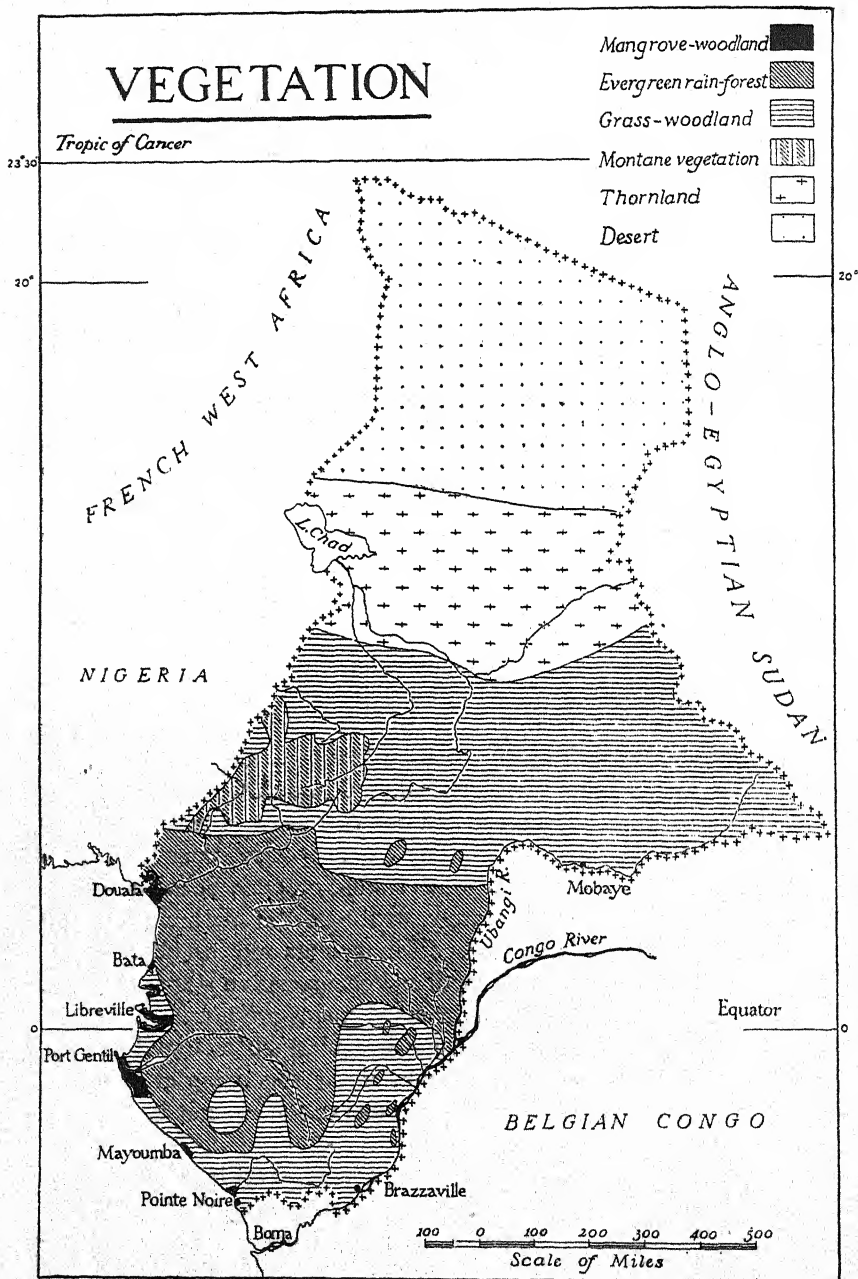 VEGETATION
Mangrove-woodland
Evergreen rain-forest
Grass-woodland
Montane vegetation
Thornland
Desert
Tropic of Cancer
23°30
20°
20°
FRENCH WEST AFRICA
ANGLO-EGYPTIAN SUDAN
L. Chad
NIGERIA
Douala
Mobaye
Ubangi R.
Bata
Congo River
Libreville
Equator
0
0
Port Gentil
BELGIAN CONGO
Mayoumba
Pointe Noire
Brazzaville
Boma
100 0 100 200 300 400 500
Scale of Miles